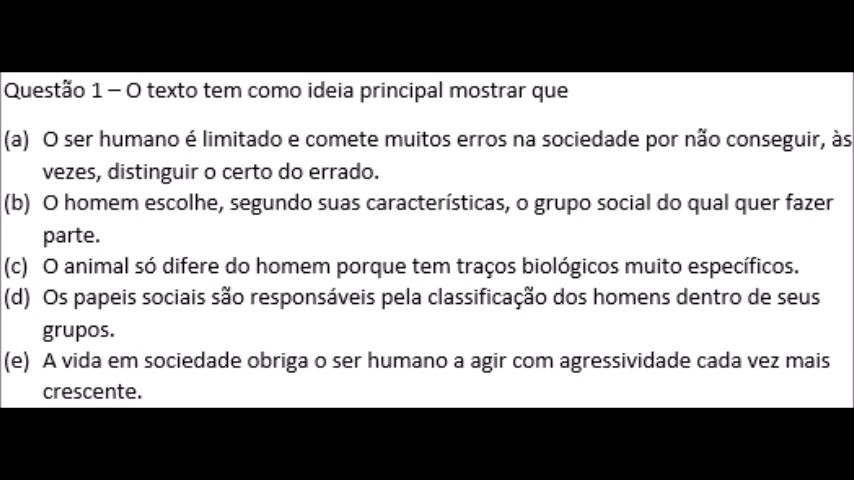 Questão 1 – O texto tem como ideia principal mostrar que
(a) O ser humano é limitado e comete muitos erros na sociedade por não conseguir, às
vezes, distinguir o certo do errado.
(b) O homem escolhe, segundo suas características, o grupo social do qual quer fazer
parte.
(c) O animal só difere do homem porque tem traços biológicos muito específicos.
(d) Os papeis sociais são responsáveis pela classificação dos homens dentro de seus
grupos.
(e) A vida em sociedade obriga o ser humano a agir com agressividade cada vez mais
crescente.